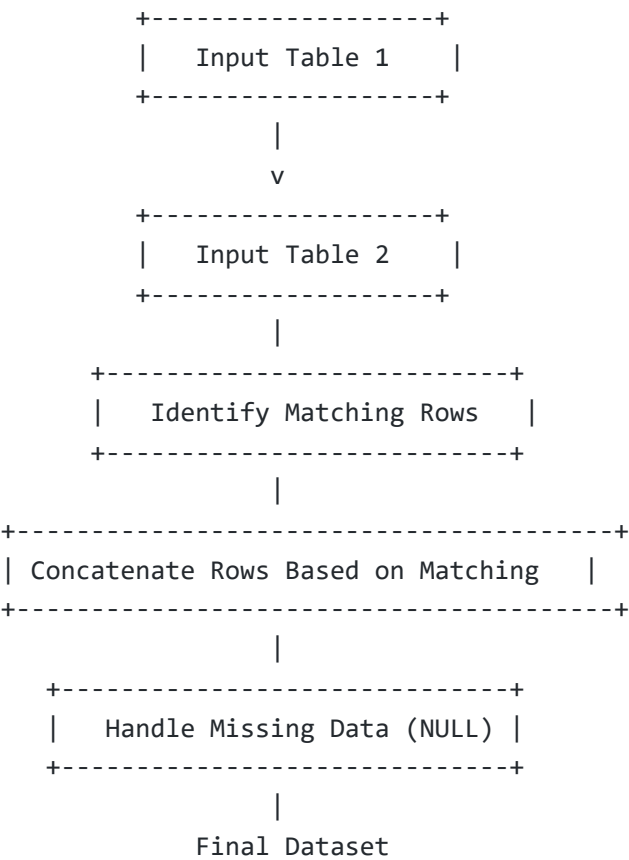 Input Table 1
v
Input Table 2
Identify Matching Rows
Concatenate Rows Based on Matching
Handle Missing Data (NULL)
Final Dataset